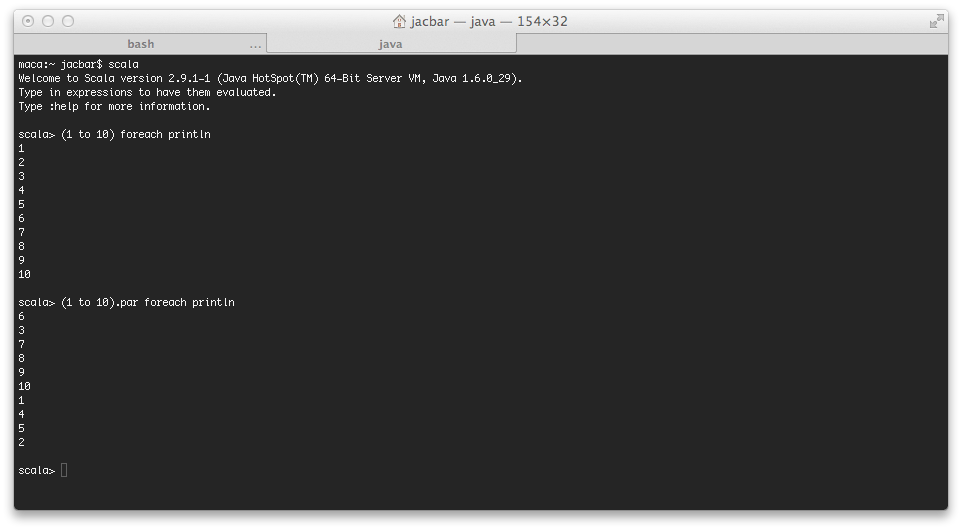 jacbar — java — 154×32
bash ... java
maca:~ jacbar$ scala
Welcome to Scala version 2.9.1-1 (Java HotSpot(TM) 64-Bit Server VM, Java 1.6.0_29).
Type in expressions to have them evaluated.
Type :help for more information.
scala> (1 to 10) foreach println
1
2
3
4
5
6
7
8
9
10
scala> (1 to 10).par foreach println
6
3
7
8
9
10
1
4
5
2
scala>